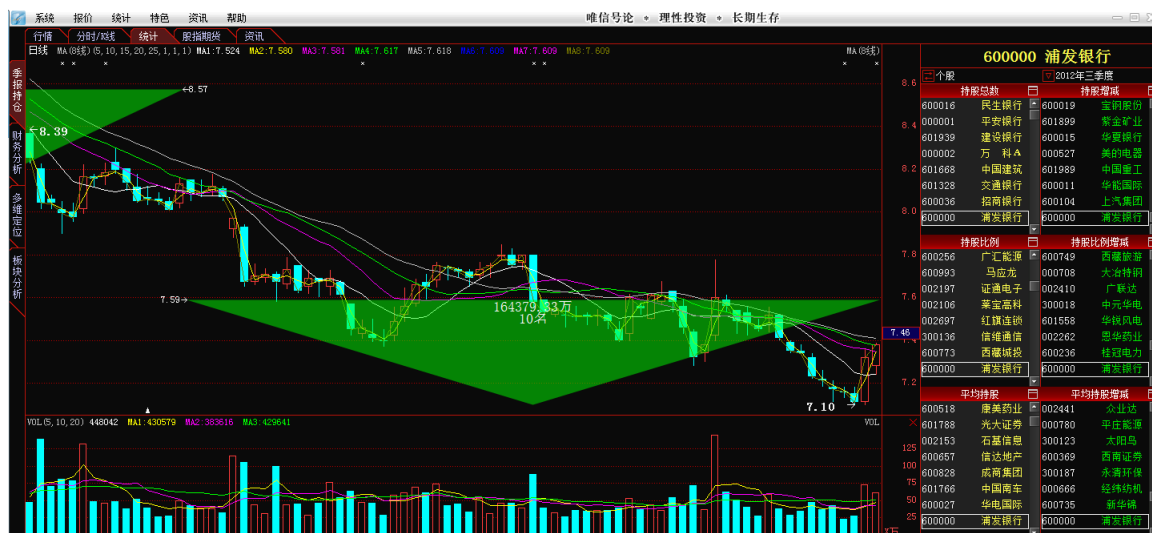 系统 报价 统计 特色 资讯 帮助 唯信号论 * 理性投资 * 长期生存
行情 分时/K线 统计 股指期货 资讯
日线 MA(8线)(5,10,15,20,25,1,1,1) MA1:7.524 MA2:7.580 MA3:7.581 MA4:7.617 MA5:7.618 MA6:7.609 MA7:7.609 MA8:7.609 MA(8线)
季报持仓
财务分析
多维定位
板块分析
8.57
8.39
7.59
164379.33万
10名
7.10
8.6
8.4
8.2
8.0
7.8
7.6
7.46
7.4
7.2
VOL(5,10,20) 448042 MA1:430579 MA2:383616 MA3:429641 VOL
125
100
75
50
25
X万
600000 浦发银行
个股 2012年三季度
持股总数 持股增减
600016 民生银行 600019 宝钢股份
000001 平安银行 601899 紫金矿业
601939 建设银行 600015 华夏银行
000002 万 科A 000527 美的电器
601668 中国建筑 601989 中国重工
601328 交通银行 600011 华能国际
600036 招商银行 600104 上汽集团
600000 浦发银行 600000 浦发银行
持股比例 持股比例增减
600256 广汇能源 600749 西藏旅游
600993 马应龙 000708 大冶特钢
002197 证通电子 002410 广联达
002106 莱宝高科 300018 中元华电
002697 红旗连锁 601558 华锐风电
300136 信维通信 002262 恩华药业
600773 西藏城投 600236 桂冠电力
600000 浦发银行 600000 浦发银行
平均持股 平均持股增减
600518 康美药业 002441 众业达
601788 光大证券 000780 平庄能源
002153 石基信息 300123 太阳鸟
600657 信达地产 600369 西南证券
600828 成商集团 300187 永清环保
601766 中国南车 000666 经纬纺机
600027 华电国际 600735 新华锦
600000 浦发银行 600000 浦发银行